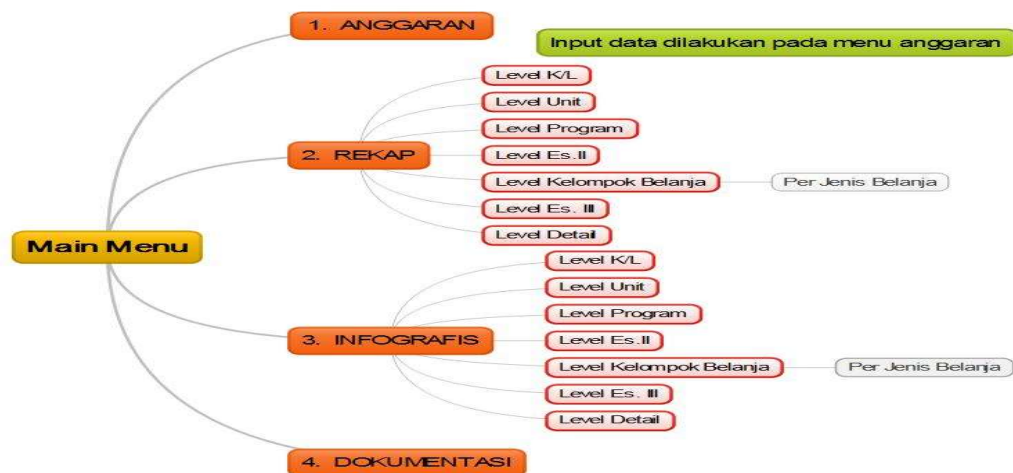 1. ANGGARAN
Input data dilakukan pada menu anggaran
Level K/L
Level Unit
Level Program
2. REKAP
Level Es.II
Level Kelompok Belanja
Per Jenis Belanja
Level Es. III
Level Detail
Main Menu
Level K/L
Level Unit
Level Program
3. INFOGRAFIS
Level Es.II
Level Kelompok Belanja
Per Jenis Belanja
Level Es. III
Level Detail
4. DOKUMENTASI